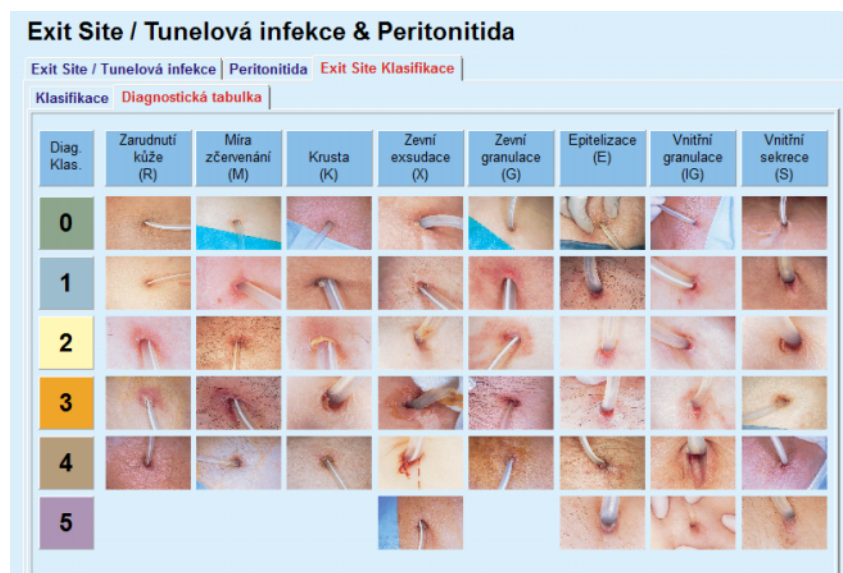 Exit Site / Tunelová infekce & Peritonitida
Exit Site / Tunelová infekce Peritonitida Exit Site Klasifikace
Klasifikace Diagnostická tabulka
Diag. Klas.
Zarudnutí kůže (R)
Míra zčervenání (M)
Krusta (K)
Zevní exsudace (X)
Zevní granulace (G)
Epitelizace (E)
Vnitřní granulace (IG)
Vnitřní sekrece (S)
0
1
2
3
4
5